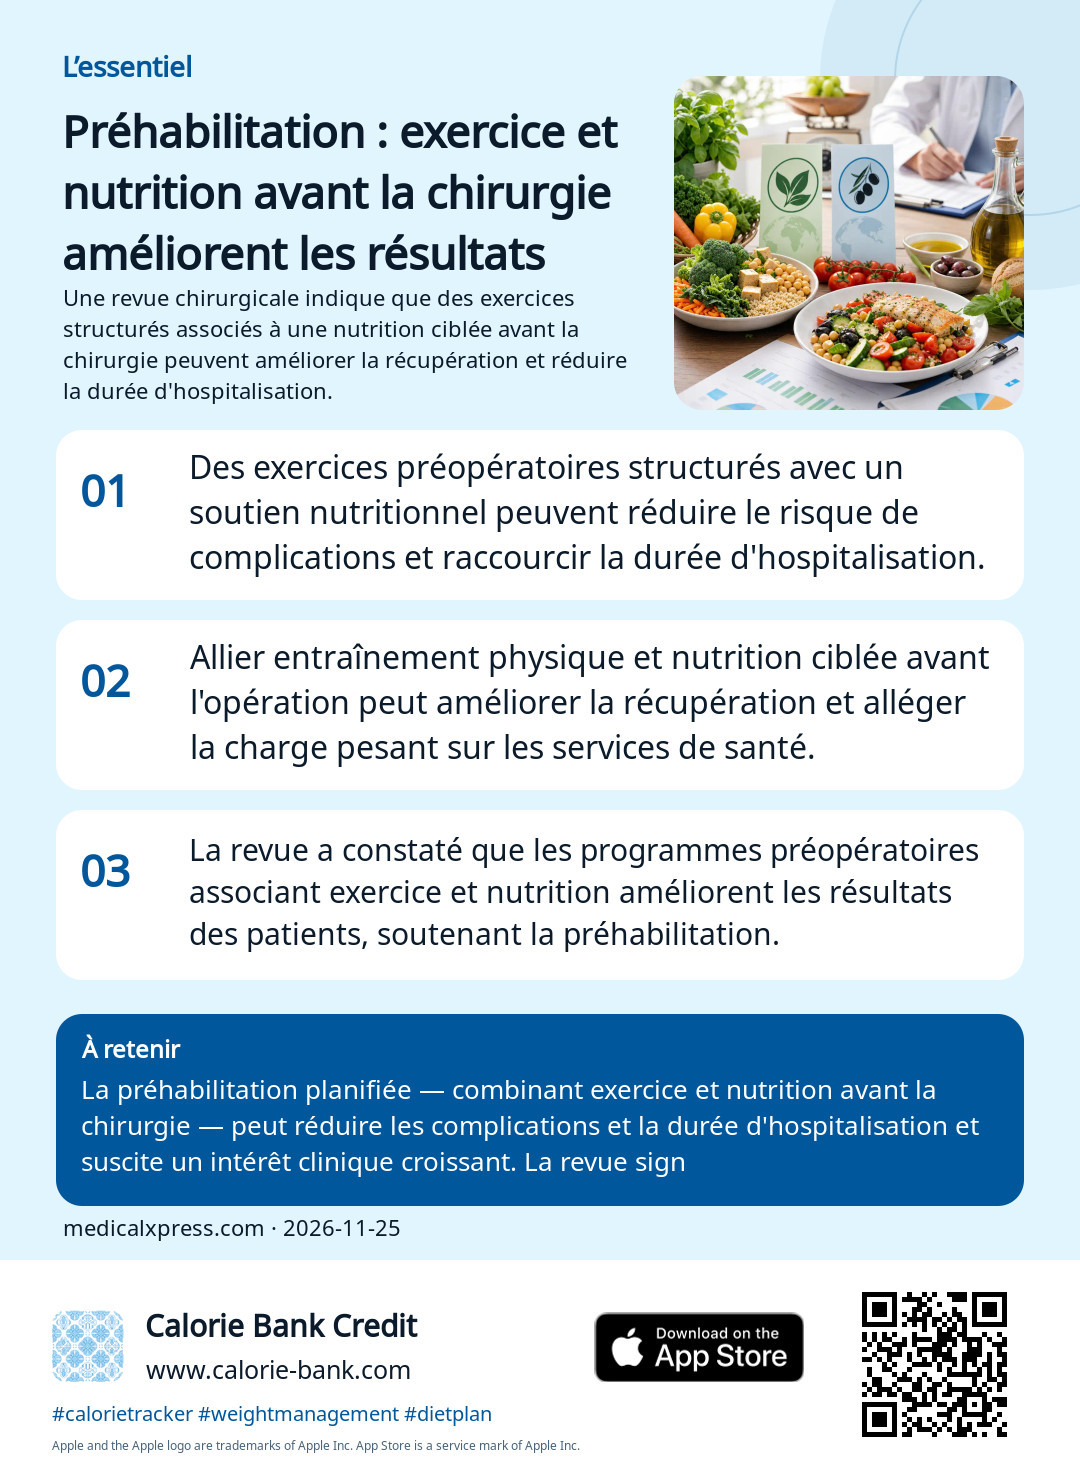 L’essentiel
Préhabilitation : exercice et
nutrition avant la chirurgie
améliorent les résultats
Une revue chirurgicale indique que des exercices
structurés associés à une nutrition ciblée avant la
chirurgie peuvent améliorer la récupération et réduire
la durée d'hospitalisation.
01
Des exercices préopératoires structurés avec un
soutien nutritionnel peuvent réduire le risque de
complications et raccourcir la durée d'hospitalisation.
02
Allier entraînement physique et nutrition ciblée avant
l'opération peut améliorer la récupération et alléger
la charge pesant sur les services de santé.
03
La revue a constaté que les programmes préopératoires
associant exercice et nutrition améliorent les résultats
des patients, soutenant la préhabilitation.
À retenir
La préhabilitation planifiée — combinant exercice et nutrition avant la
chirurgie — peut réduire les complications et la durée d'hospitalisation et
suscite un intérêt clinique croissant. La revue sign
medicalxpress.com · 2026-11-25
Calorie Bank Credit
www.calorie-bank.com
Download on the
App Store
#calorietracker #weightmanagement #dietplan
Apple and the Apple logo are trademarks of Apple Inc. App Store is a service mark of Apple Inc.